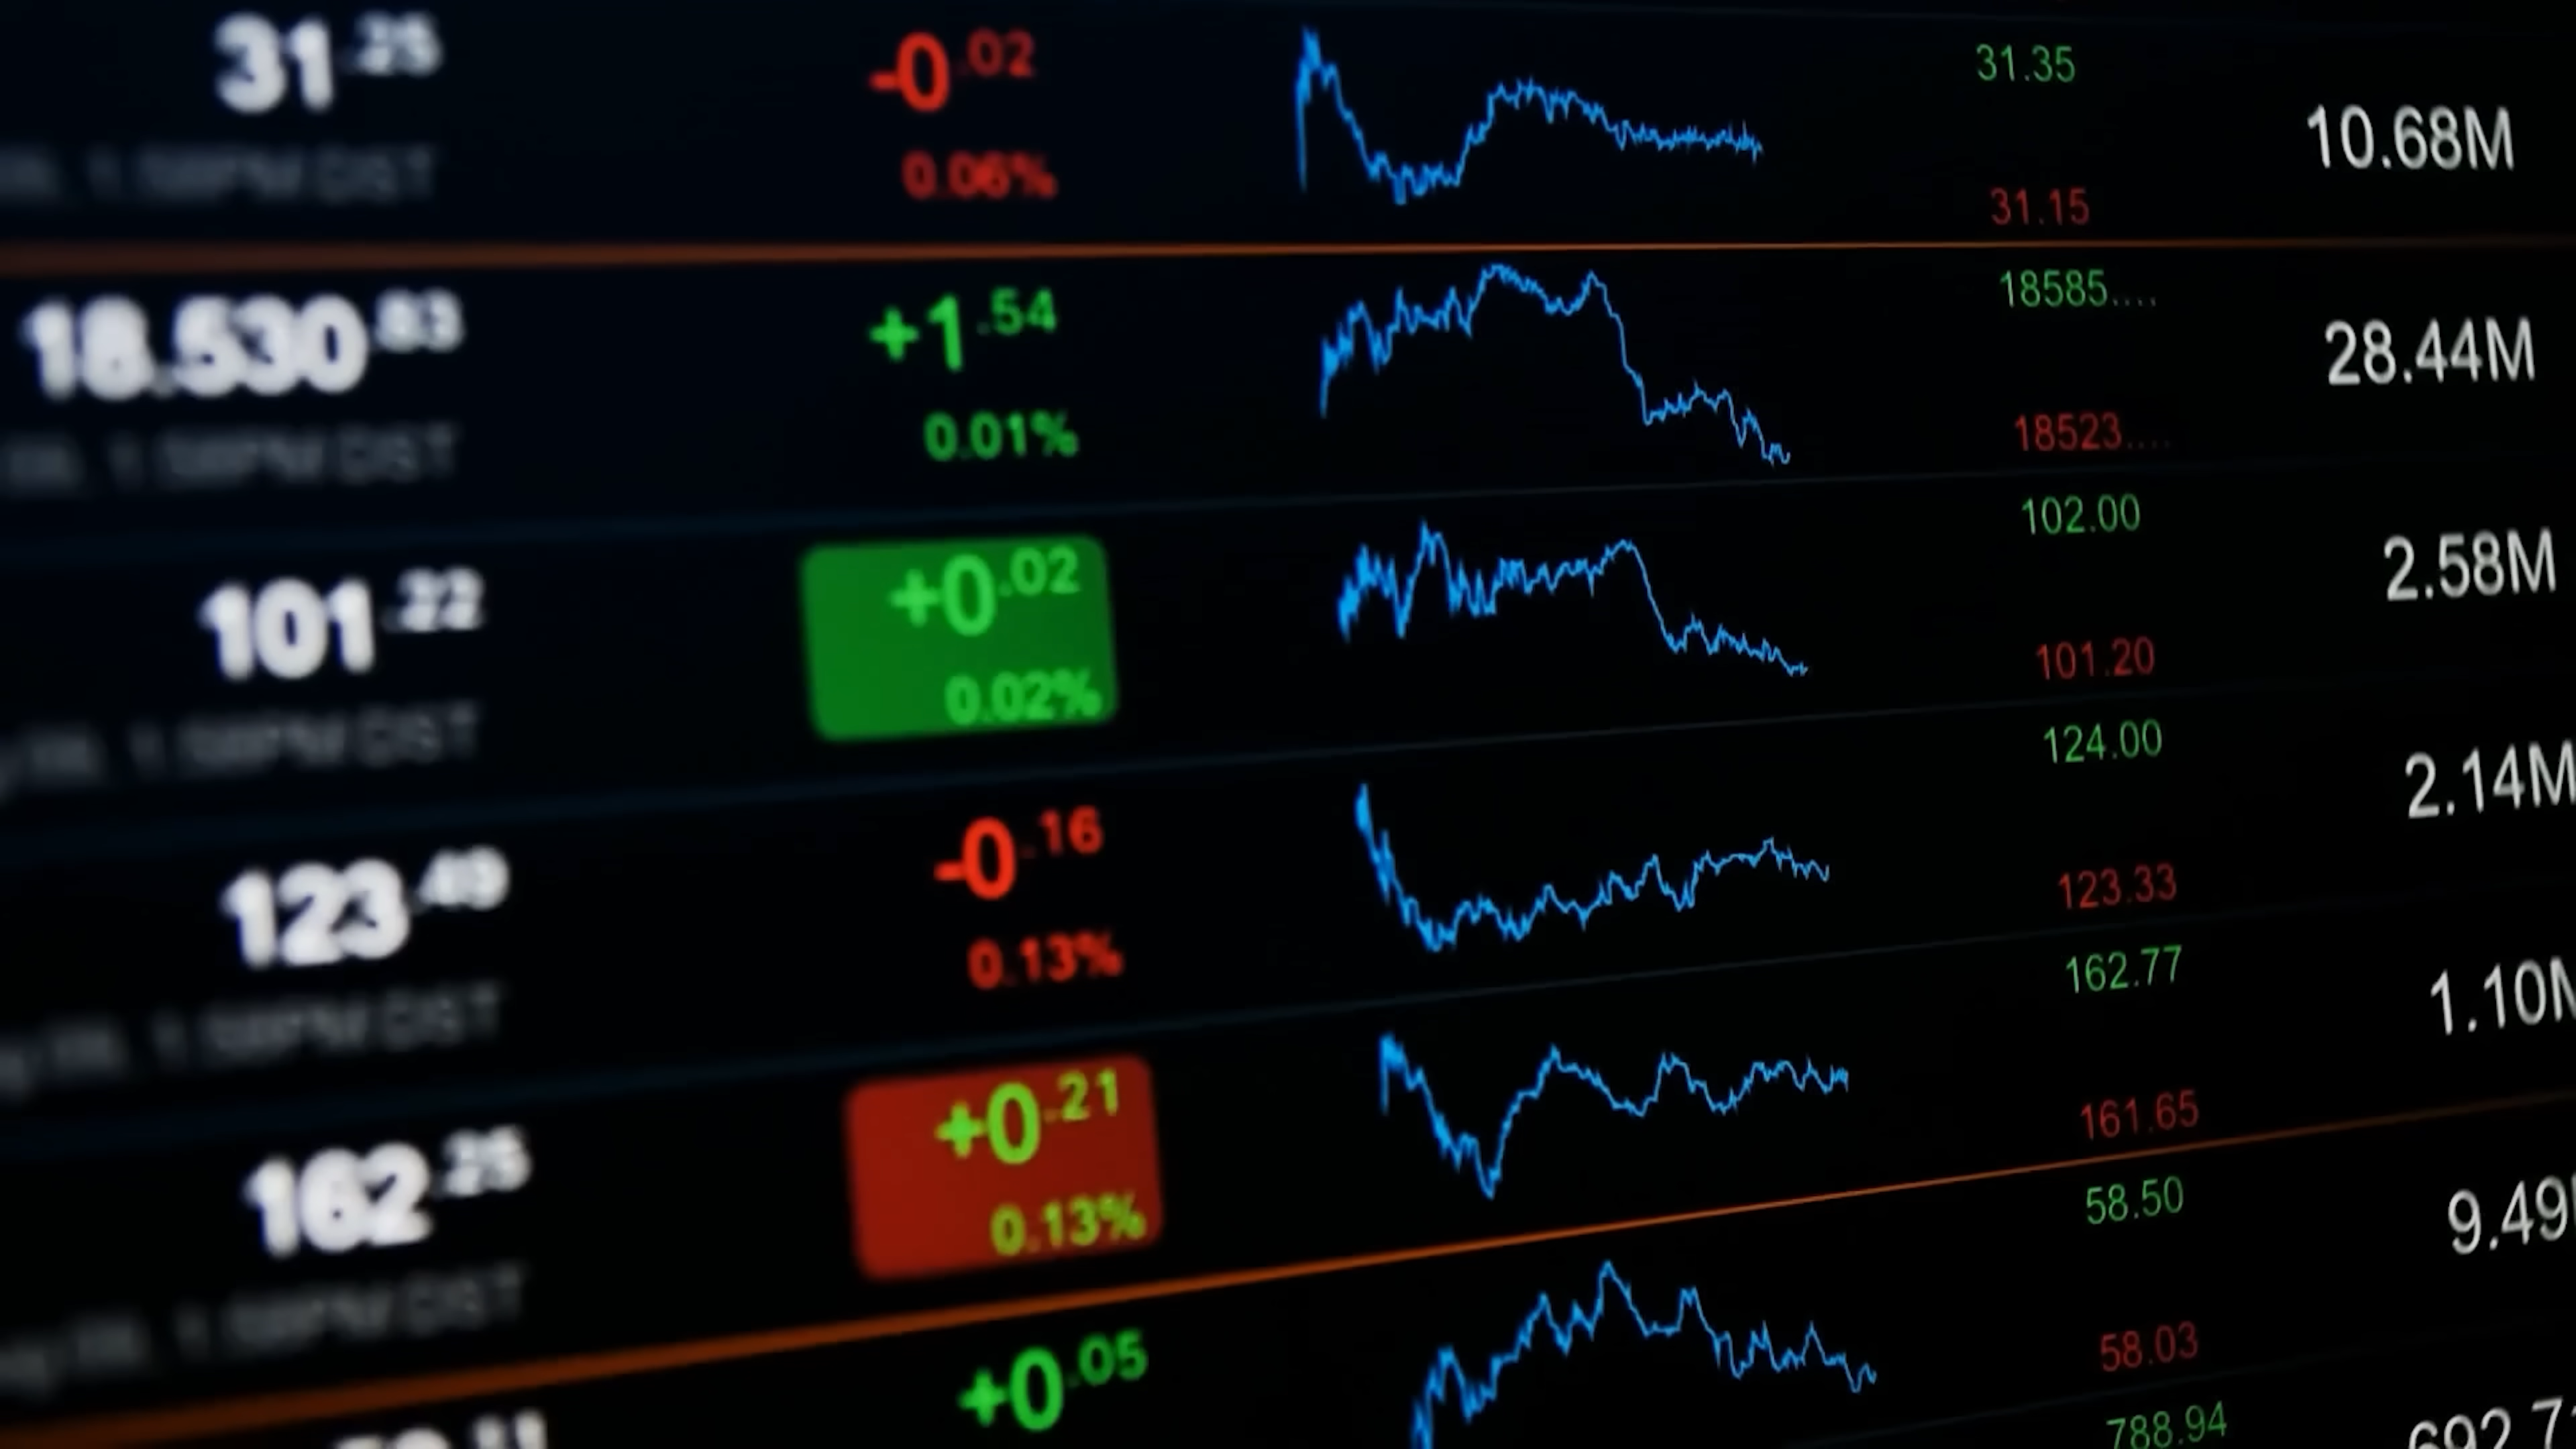 31.25 -0.02 31.35
0.06% 31.15 10.68M
18.530.83 +1.54 18585.... 28.44M
0.01% 18523....
101.22 +0.02 102.00 2.58M
0.02% 101.20
123.49 -0.16 124.00 2.14M
0.13% 123.33
162.25 +0.21 162.77 1.10M
0.13% 161.65
+0.05 58.50 9.49
58.03
788.94